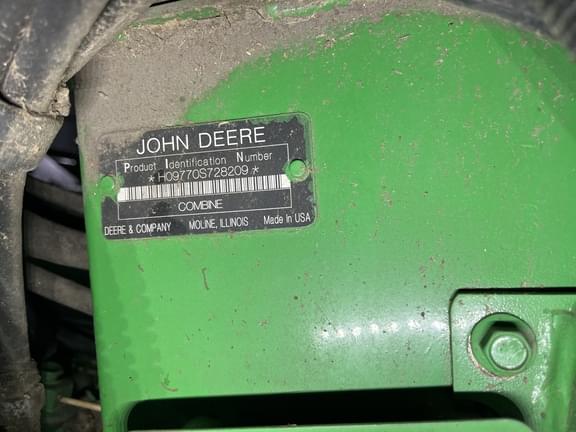 JOHN DEERE
Product Identification Number
*H09770S728209*
COMBINE
DEERE & COMPANY MOLINE, ILLINOIS Made In USA